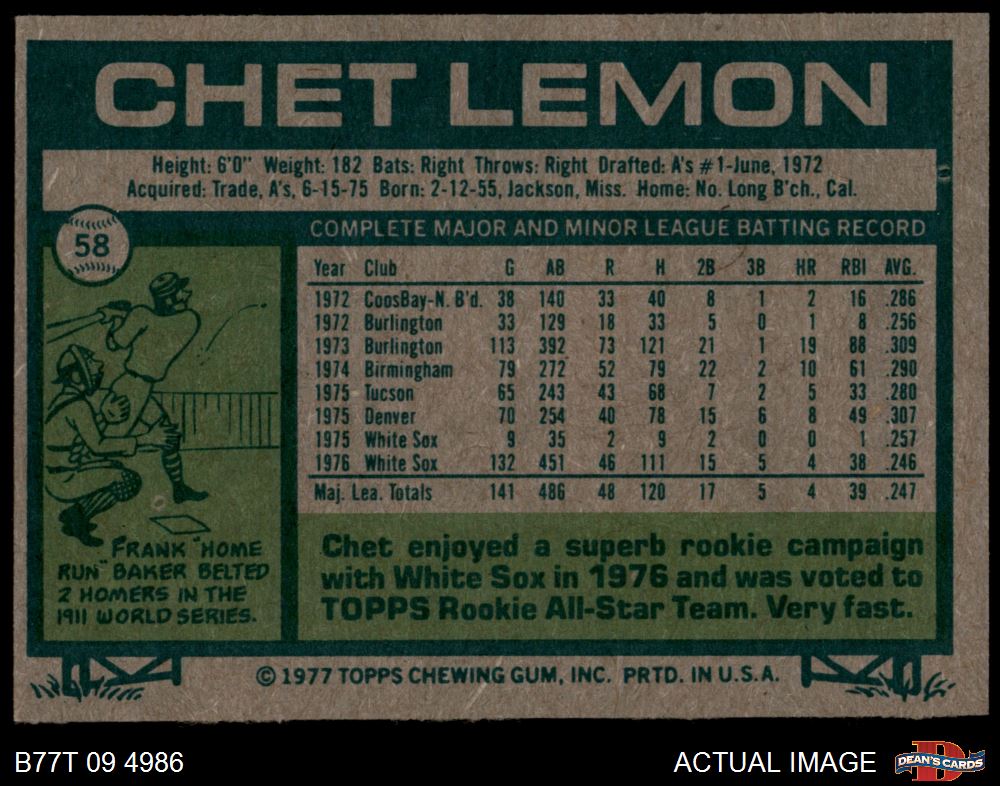 CHET LEMON
Height: 6'0" Weight: 182 Bats: Right Throws: Right Drafted: A's #1-June, 1972
Acquired: Trade, A's, 6-15-75 Born: 2-12-55, Jackson, Miss. Home: No. Long B'ch., Cal.
58
COMPLETE MAJOR AND MINOR LEAGUE BATTING RECORD
Year Club G AB R H 2B 3B HR RBI AVG.
1972 CoosBay-N. B'd. 38 140 33 40 8 1 2 16 .286
1972 Burlington 33 129 18 33 5 0 1 8 .256
1973 Burlington 113 392 73 121 21 1 19 88 .309
1974 Birmingham 79 272 52 79 22 2 10 61 .290
1975 Tucson 65 243 43 68 7 2 5 33 .280
1975 Denver 70 254 40 78 15 6 8 49 .307
1975 White Sox 9 35 2 9 2 0 0 1 .257
1976 White Sox 132 451 46 111 15 5 4 38 .246
Maj. Lea. Totals 141 486 48 120 17 5 4 39 .247
FRANK "HOME
RUN" BAKER BELTED
2 HOMERS IN THE
1911 WORLD SERIES.
Chet enjoyed a superb rookie campaign
with White Sox in 1976 and was voted to
TOPPS Rookie All-Star Team. Very fast.
© 1977 TOPPS CHEWING GUM, INC. PRTD. IN U.S.A.
B77T 09 4986
ACTUAL IMAGE
D
DEAN'S CARDS